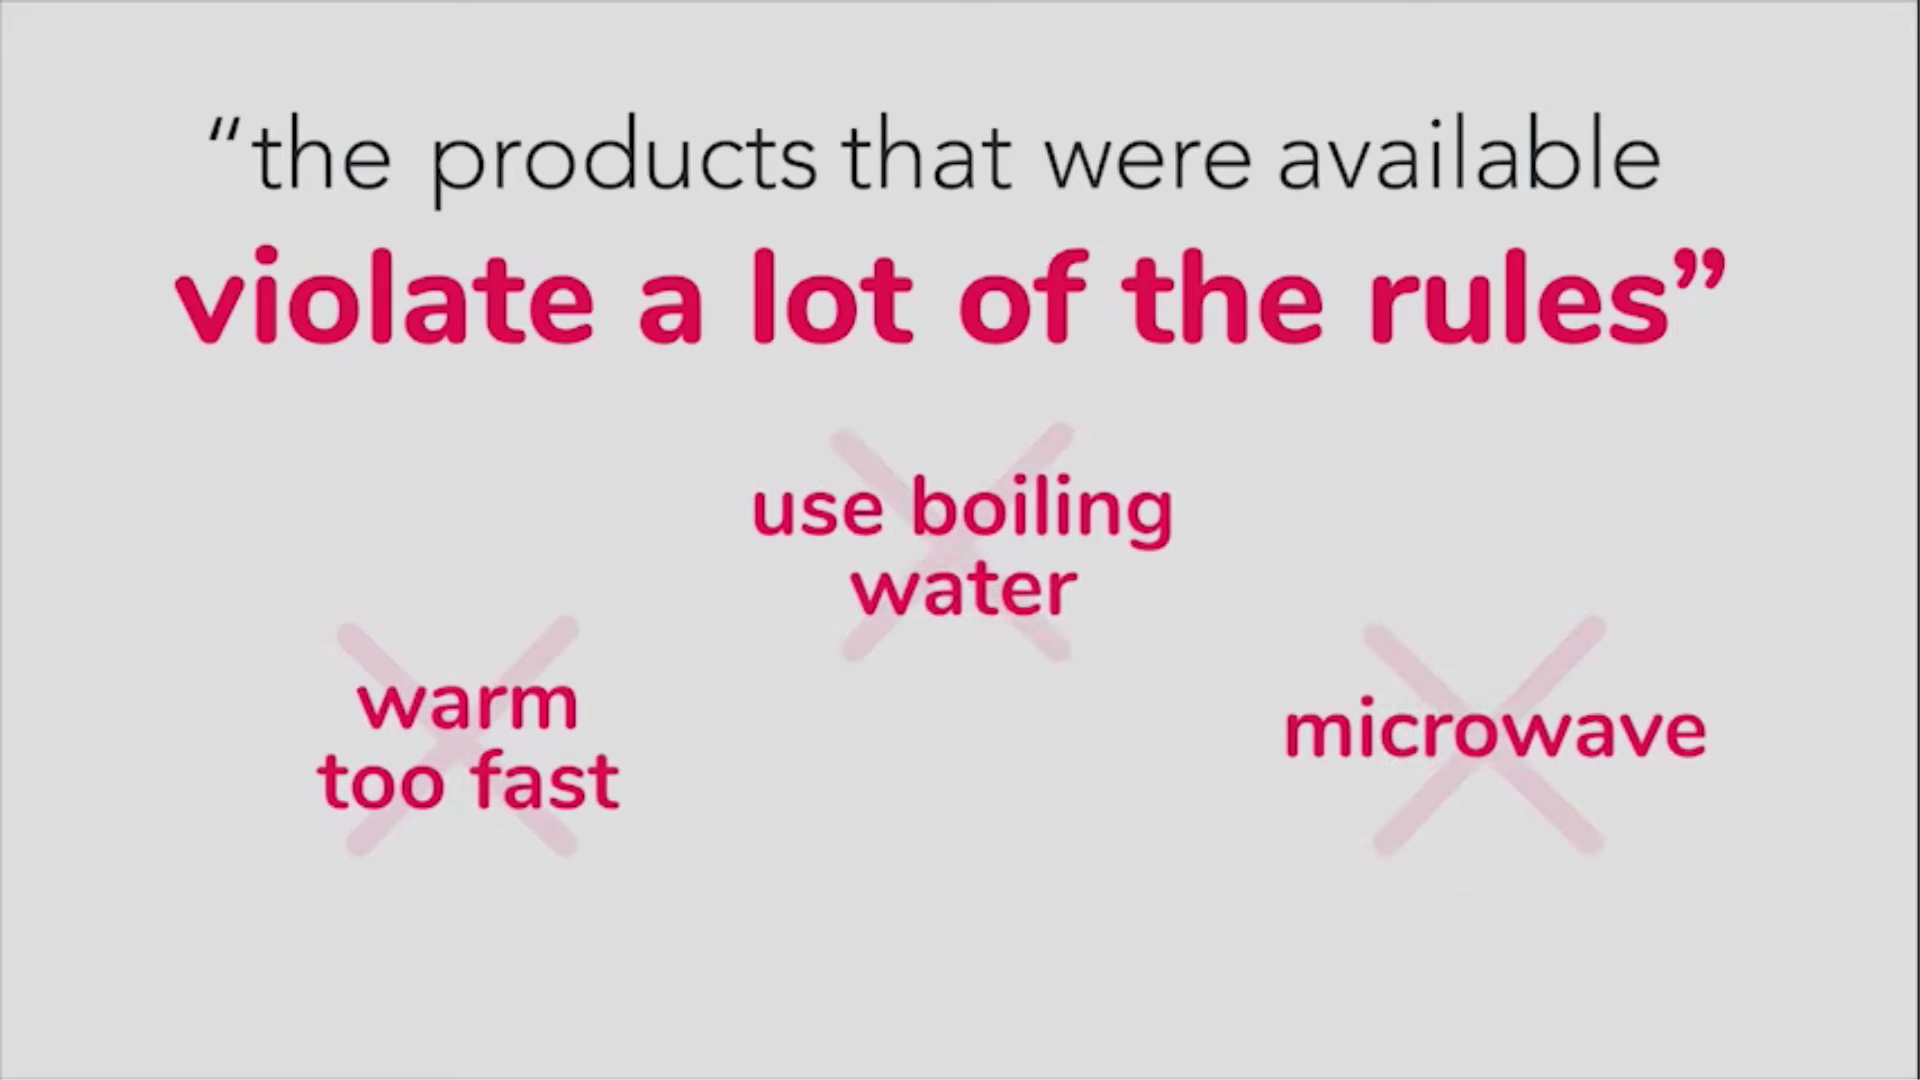 “the products that were available
violate a lot of the rules”
use boiling
water
warm
too fast
microwave